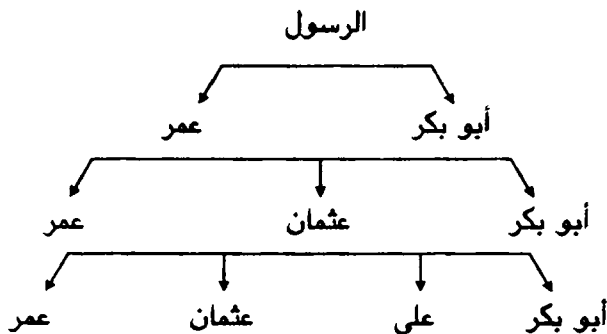 الرسول
أبو بكر عمر
أبو بكر عثمان عمر
أبو بكر على عثمان عمر